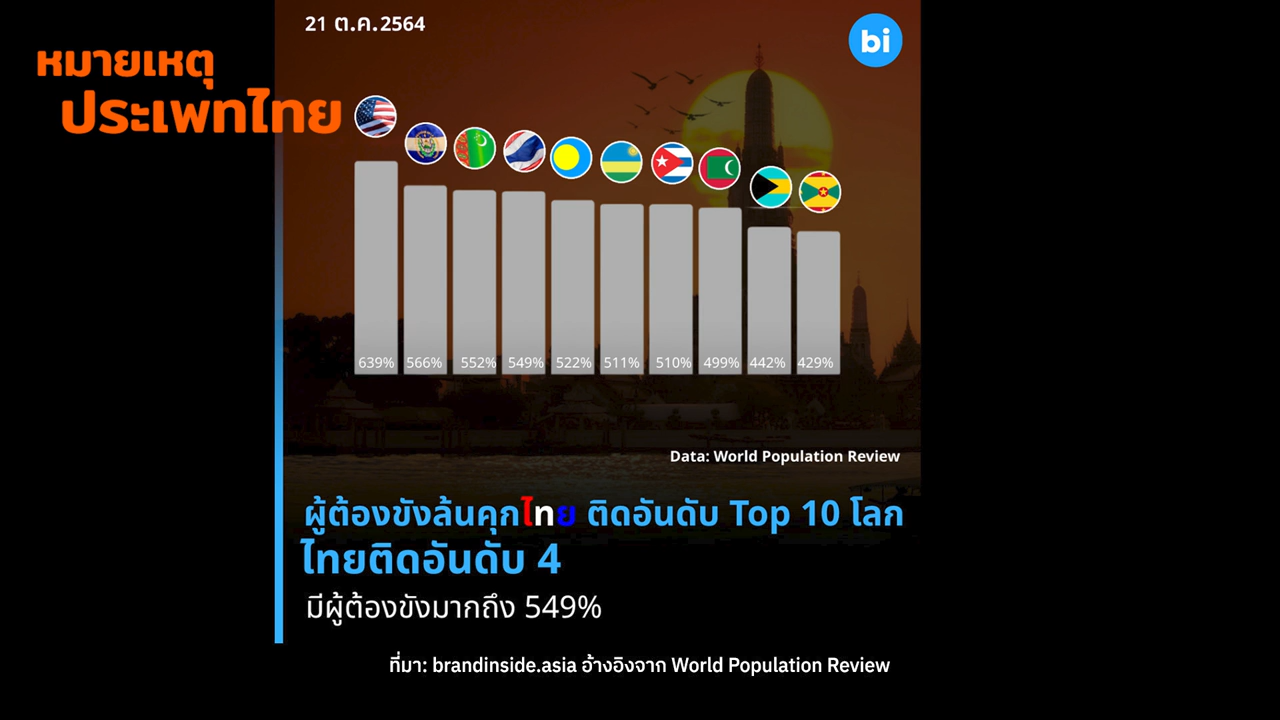 21 ต.ค.2564
bi
หมายเหตุ
ประเพทไทย
639% 566% 552% 549% 522% 511% 510% 499% 442% 429%
Data: World Population Review
ผู้ต้องขังล้นคุกไทย ติดอันดับ Top 10 โลก
ไทยติดอันดับ 4
มีผู้ต้องขังมากถึง 549%
ที่มา: brandinside.asia อ้างอิงจาก World Population Review